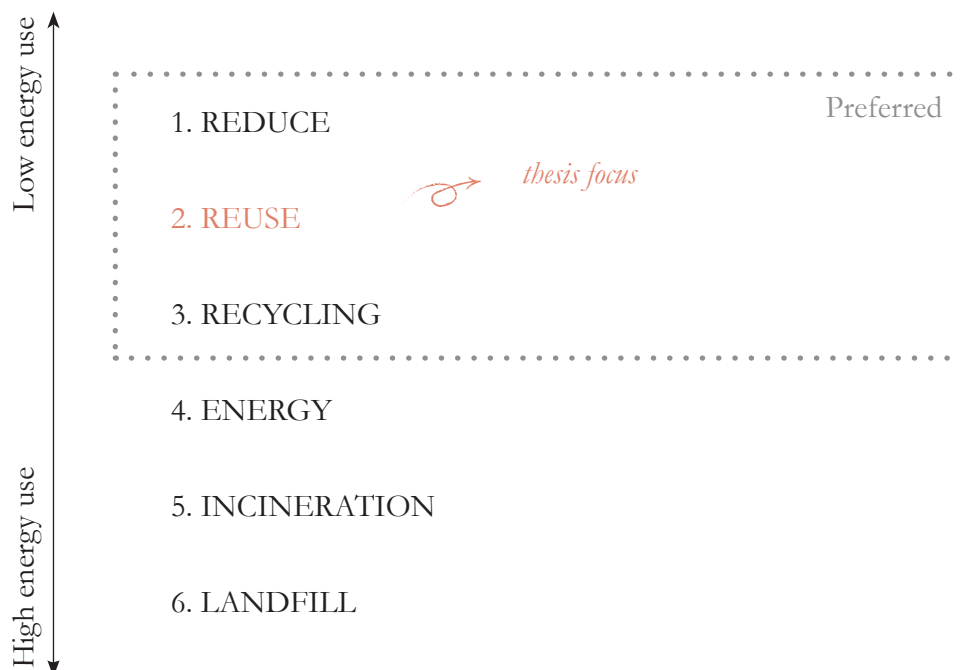 Low energy use
Preferred
1. REDUCE
thesis focus
2. REUSE
3. RECYCLING
4. ENERGY
5. INCINERATION
6. LANDFILL
High energy use